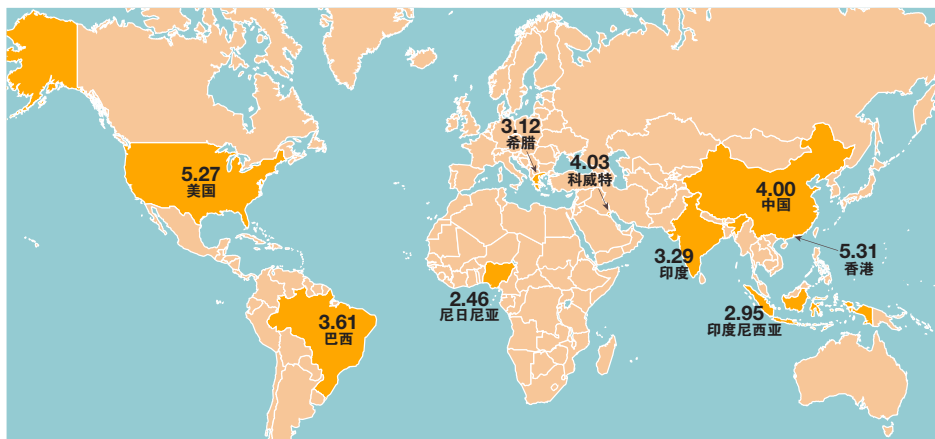 3.12
希腊
4.03
科威特
5.27
美国
4.00
中国
5.31
香港
3.29
印度
2.46
尼日尼亚
2.95
印度尼西亚
3.61
巴西